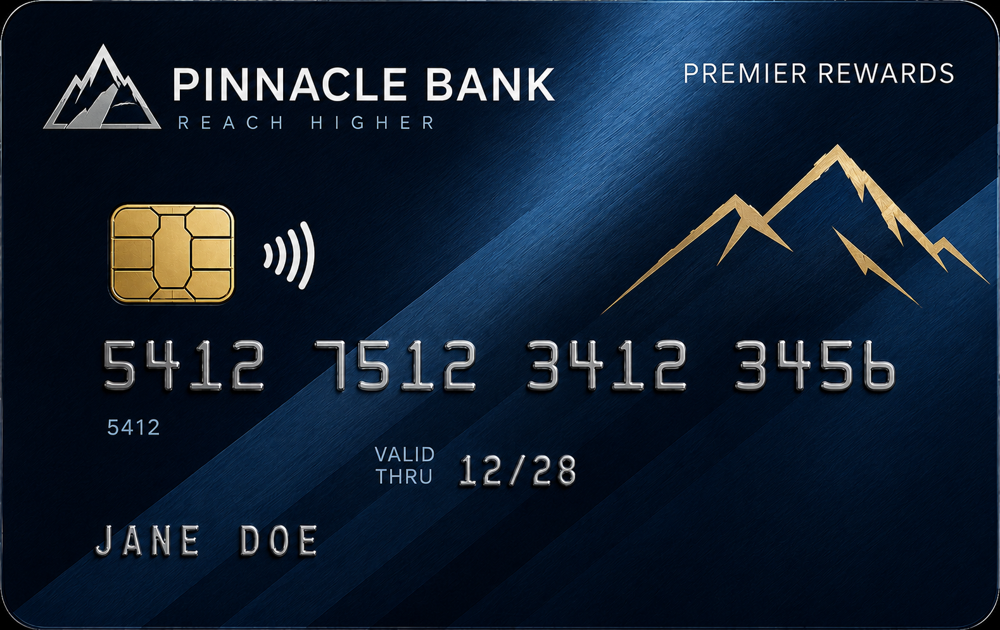 PINNACLE BANK
REACH HIGHER
PREMIER REWARDS
5412 7512 3412 3456
5412
VALID THRU 12/28
JANE DOE